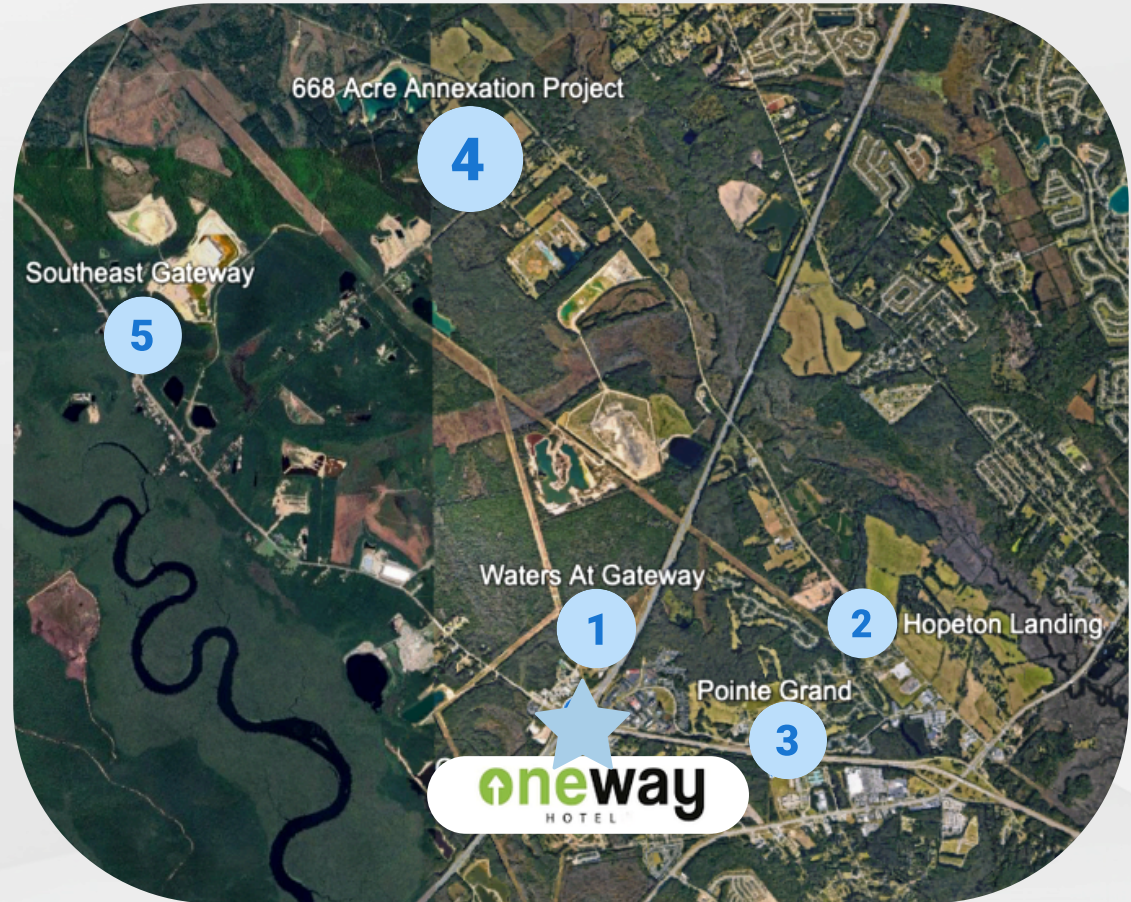 668 Acre Annexation Project
4
Southeast Gateway
5
Waters At Gateway
1
2
Hopeton Landing
Pointe Grand
3
oneway
HOTEL